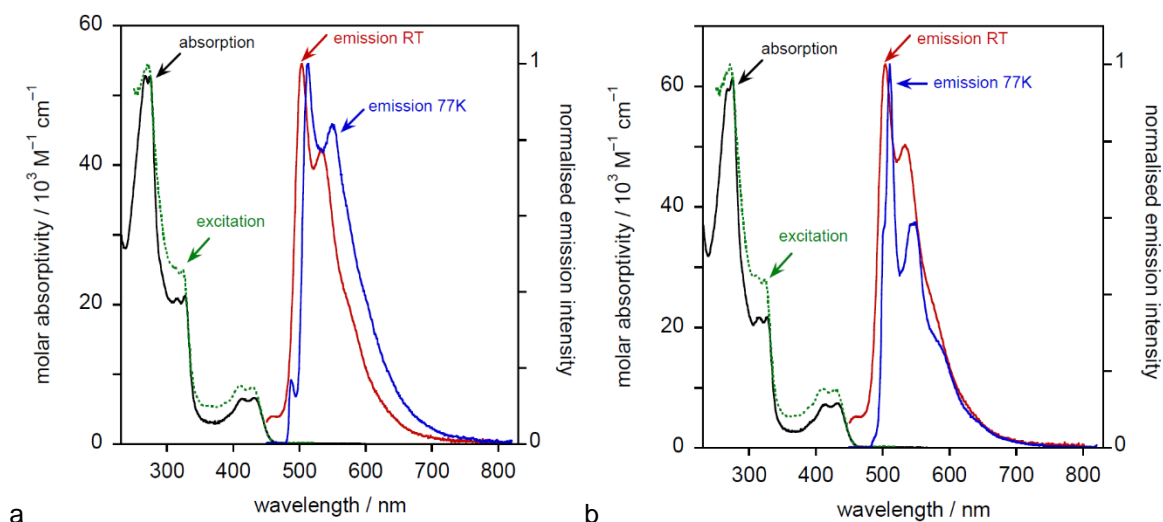 60
absorption
emission RT
1
emission 77K
40
excitation
20
0
0
300 400 500 600 700 800
molar absorptivity / 10³ M⁻¹ cm⁻¹
normalised emission intensity
wavelength / nm
a
absorption
emission RT
1
60
emission 77K
40
excitation
20
0
0
300 400 500 600 700 800
molar absorptivity / 10³ M⁻¹ cm⁻¹
normalised emission intensity
wavelength / nm
b